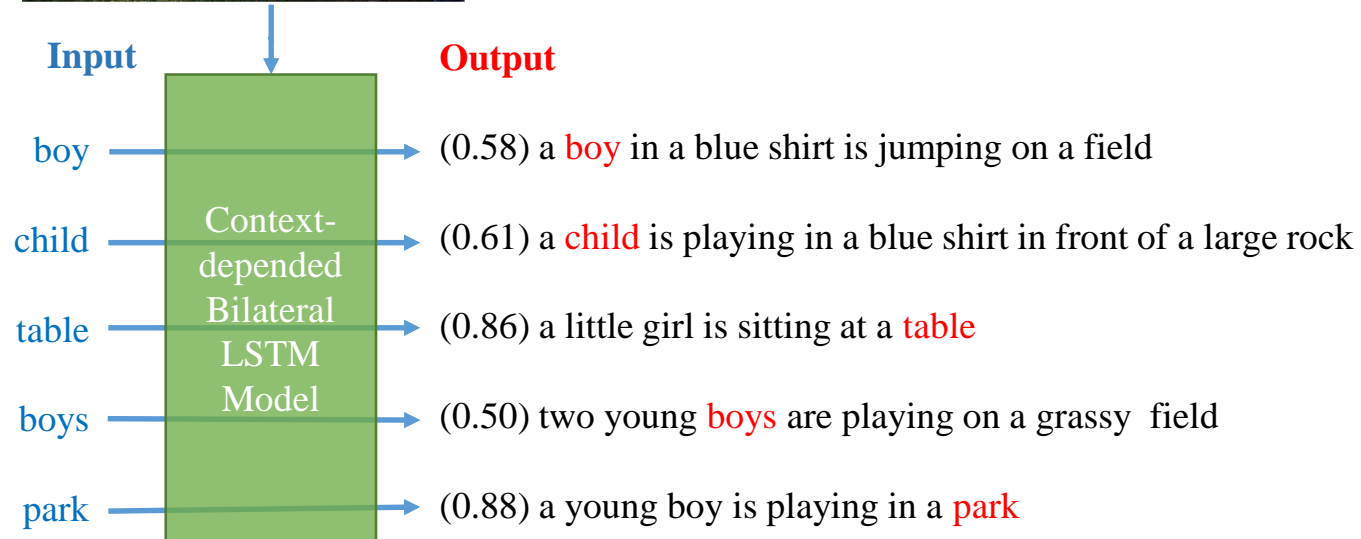 Input
Output
boy
(0.58) a boy in a blue shirt is jumping on a field
child
(0.61) a child is playing in a blue shirt in front of a large rock
table
(0.86) a little girl is sitting at a table
boys
(0.50) two young boys are playing on a grassy field
park
(0.88) a young boy is playing in a park
Context-
depended
Bilateral
LSTM
Model